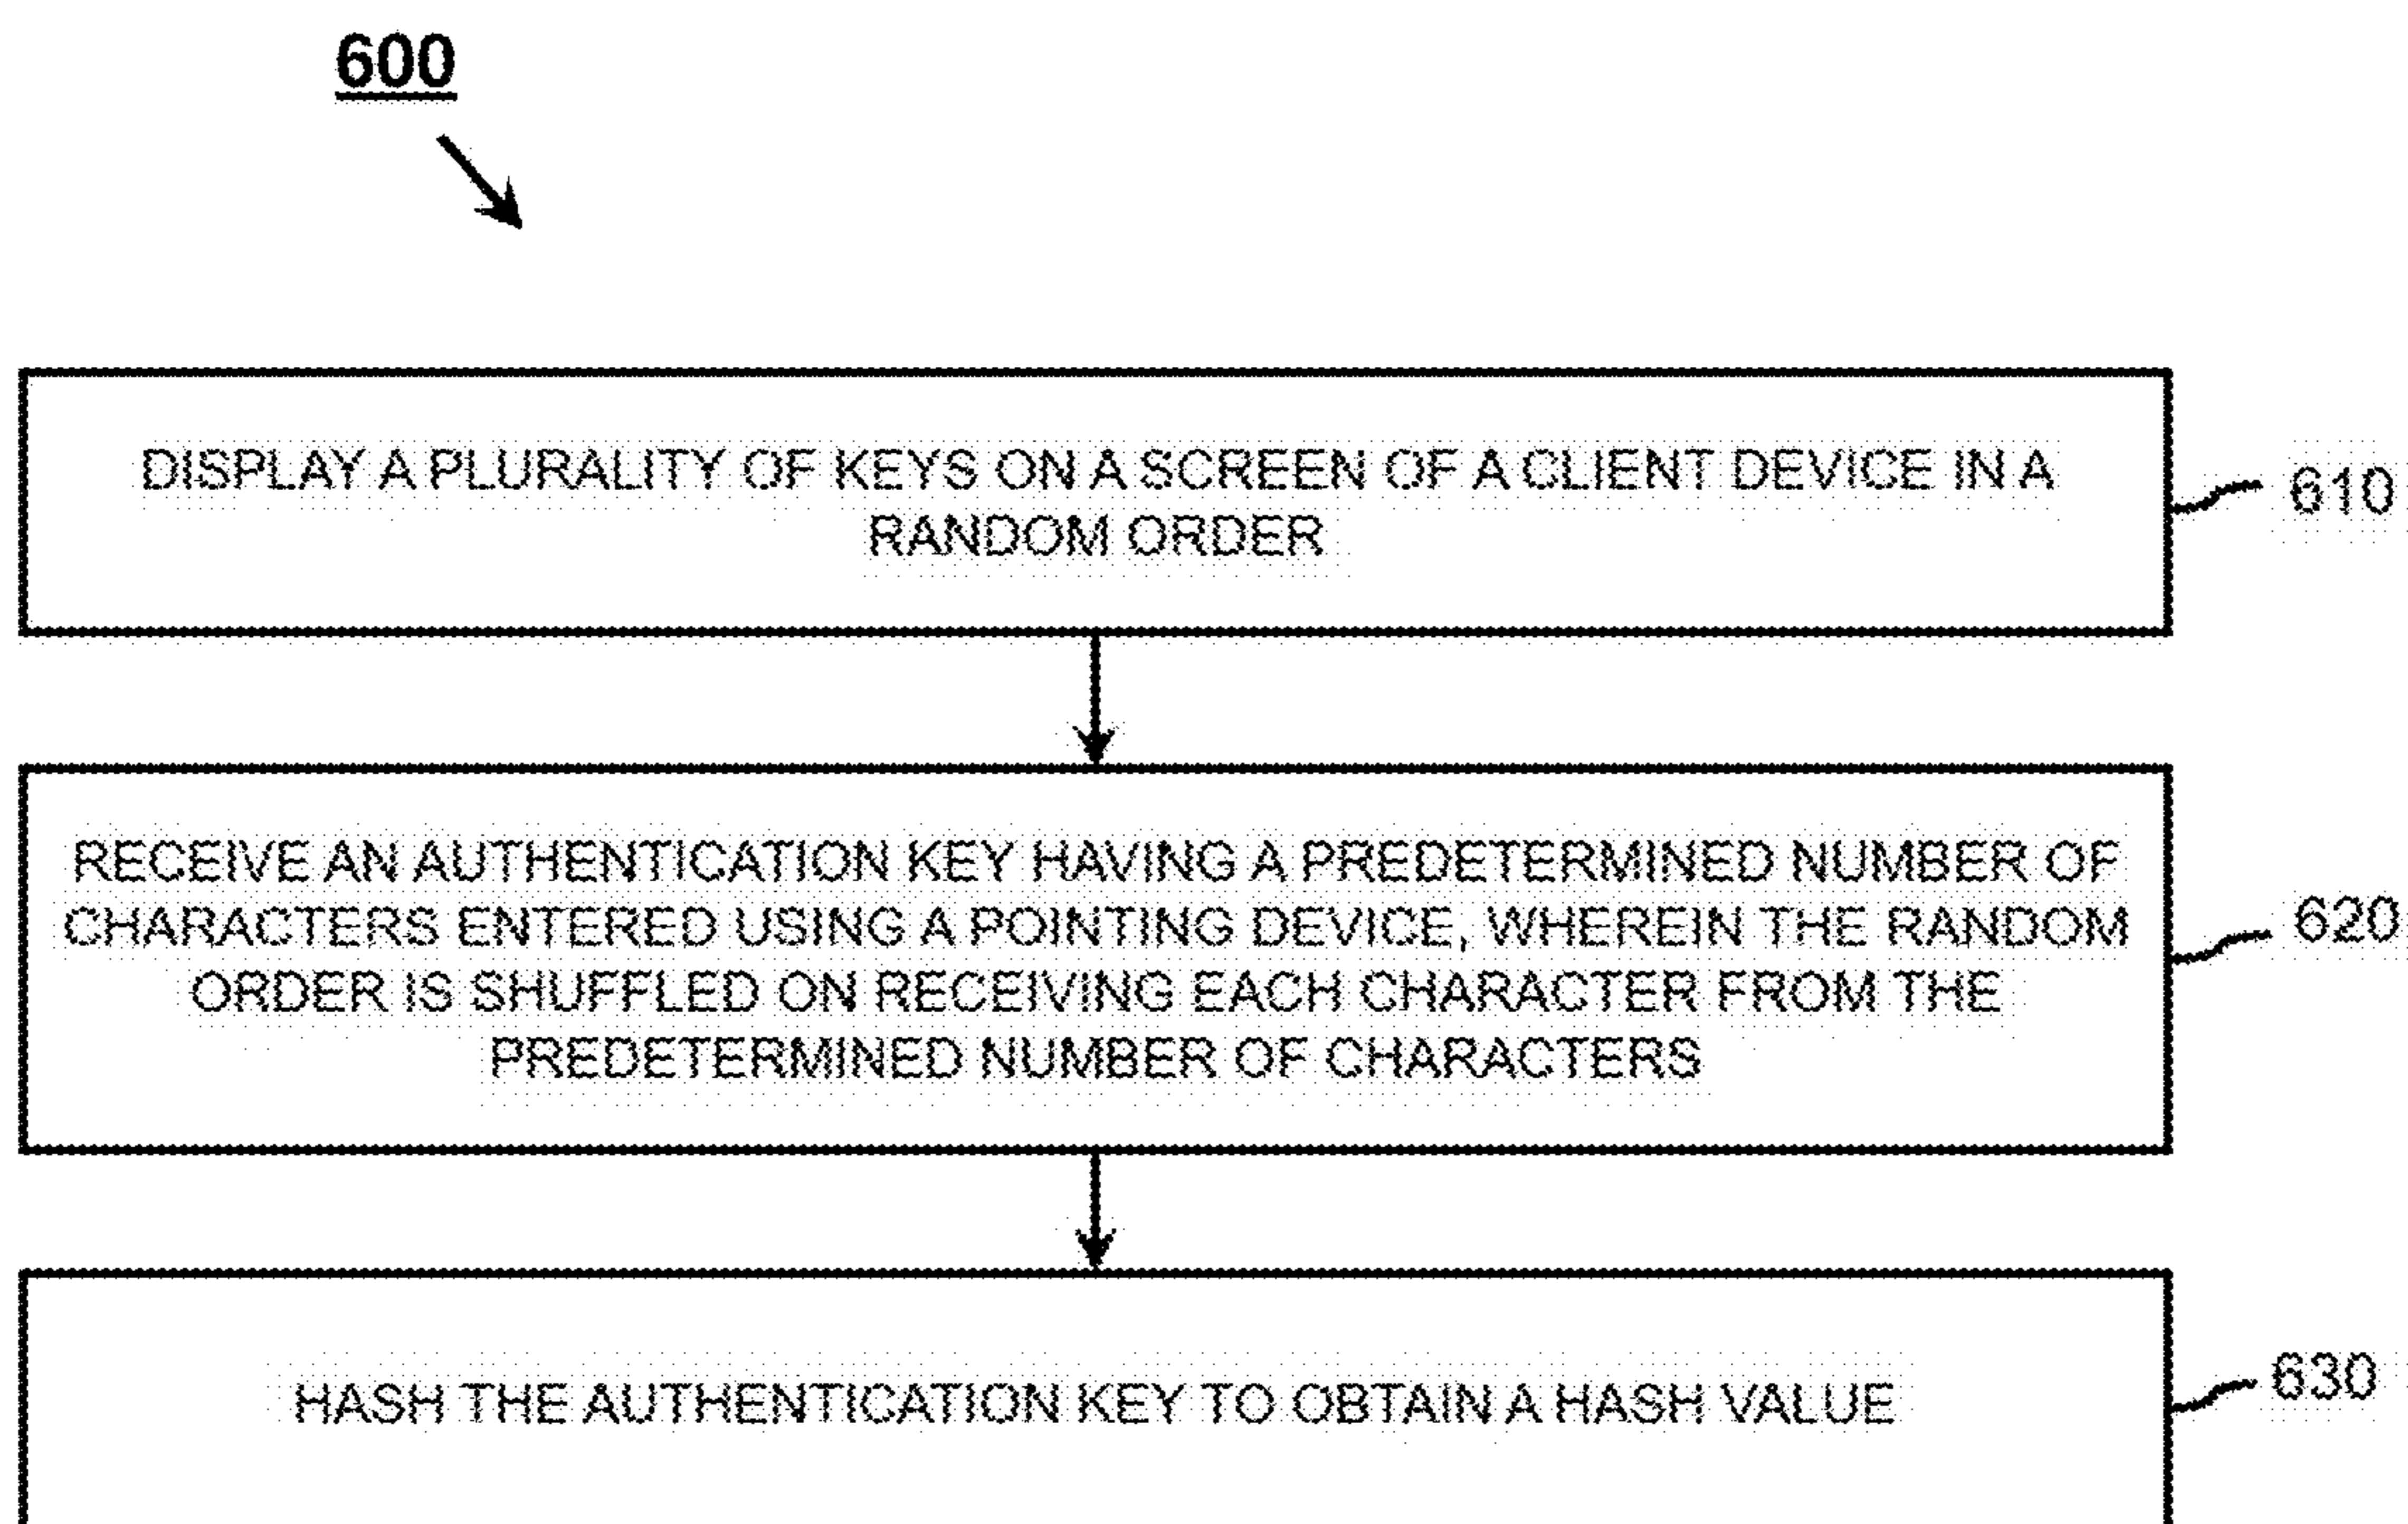 600
DISPLAY A PLURALITY OF KEYS ON A SCREEN OF A CLIENT DEVICE IN A
RANDOM ORDER
610
RECEIVE AN AUTHENTICATION KEY HAVING A PREDETERMINED NUMBER OF
CHARACTERS ENTERED USING A POINTING DEVICE, WHEREIN THE RANDOM
ORDER IS SHUFFLED ON RECEIVING EACH CHARACTER FROM THE
PREDETERMINED NUMBER OF CHARACTERS
620
HASH THE AUTHENTICATION KEY TO OBTAIN A HASH VALUE
630